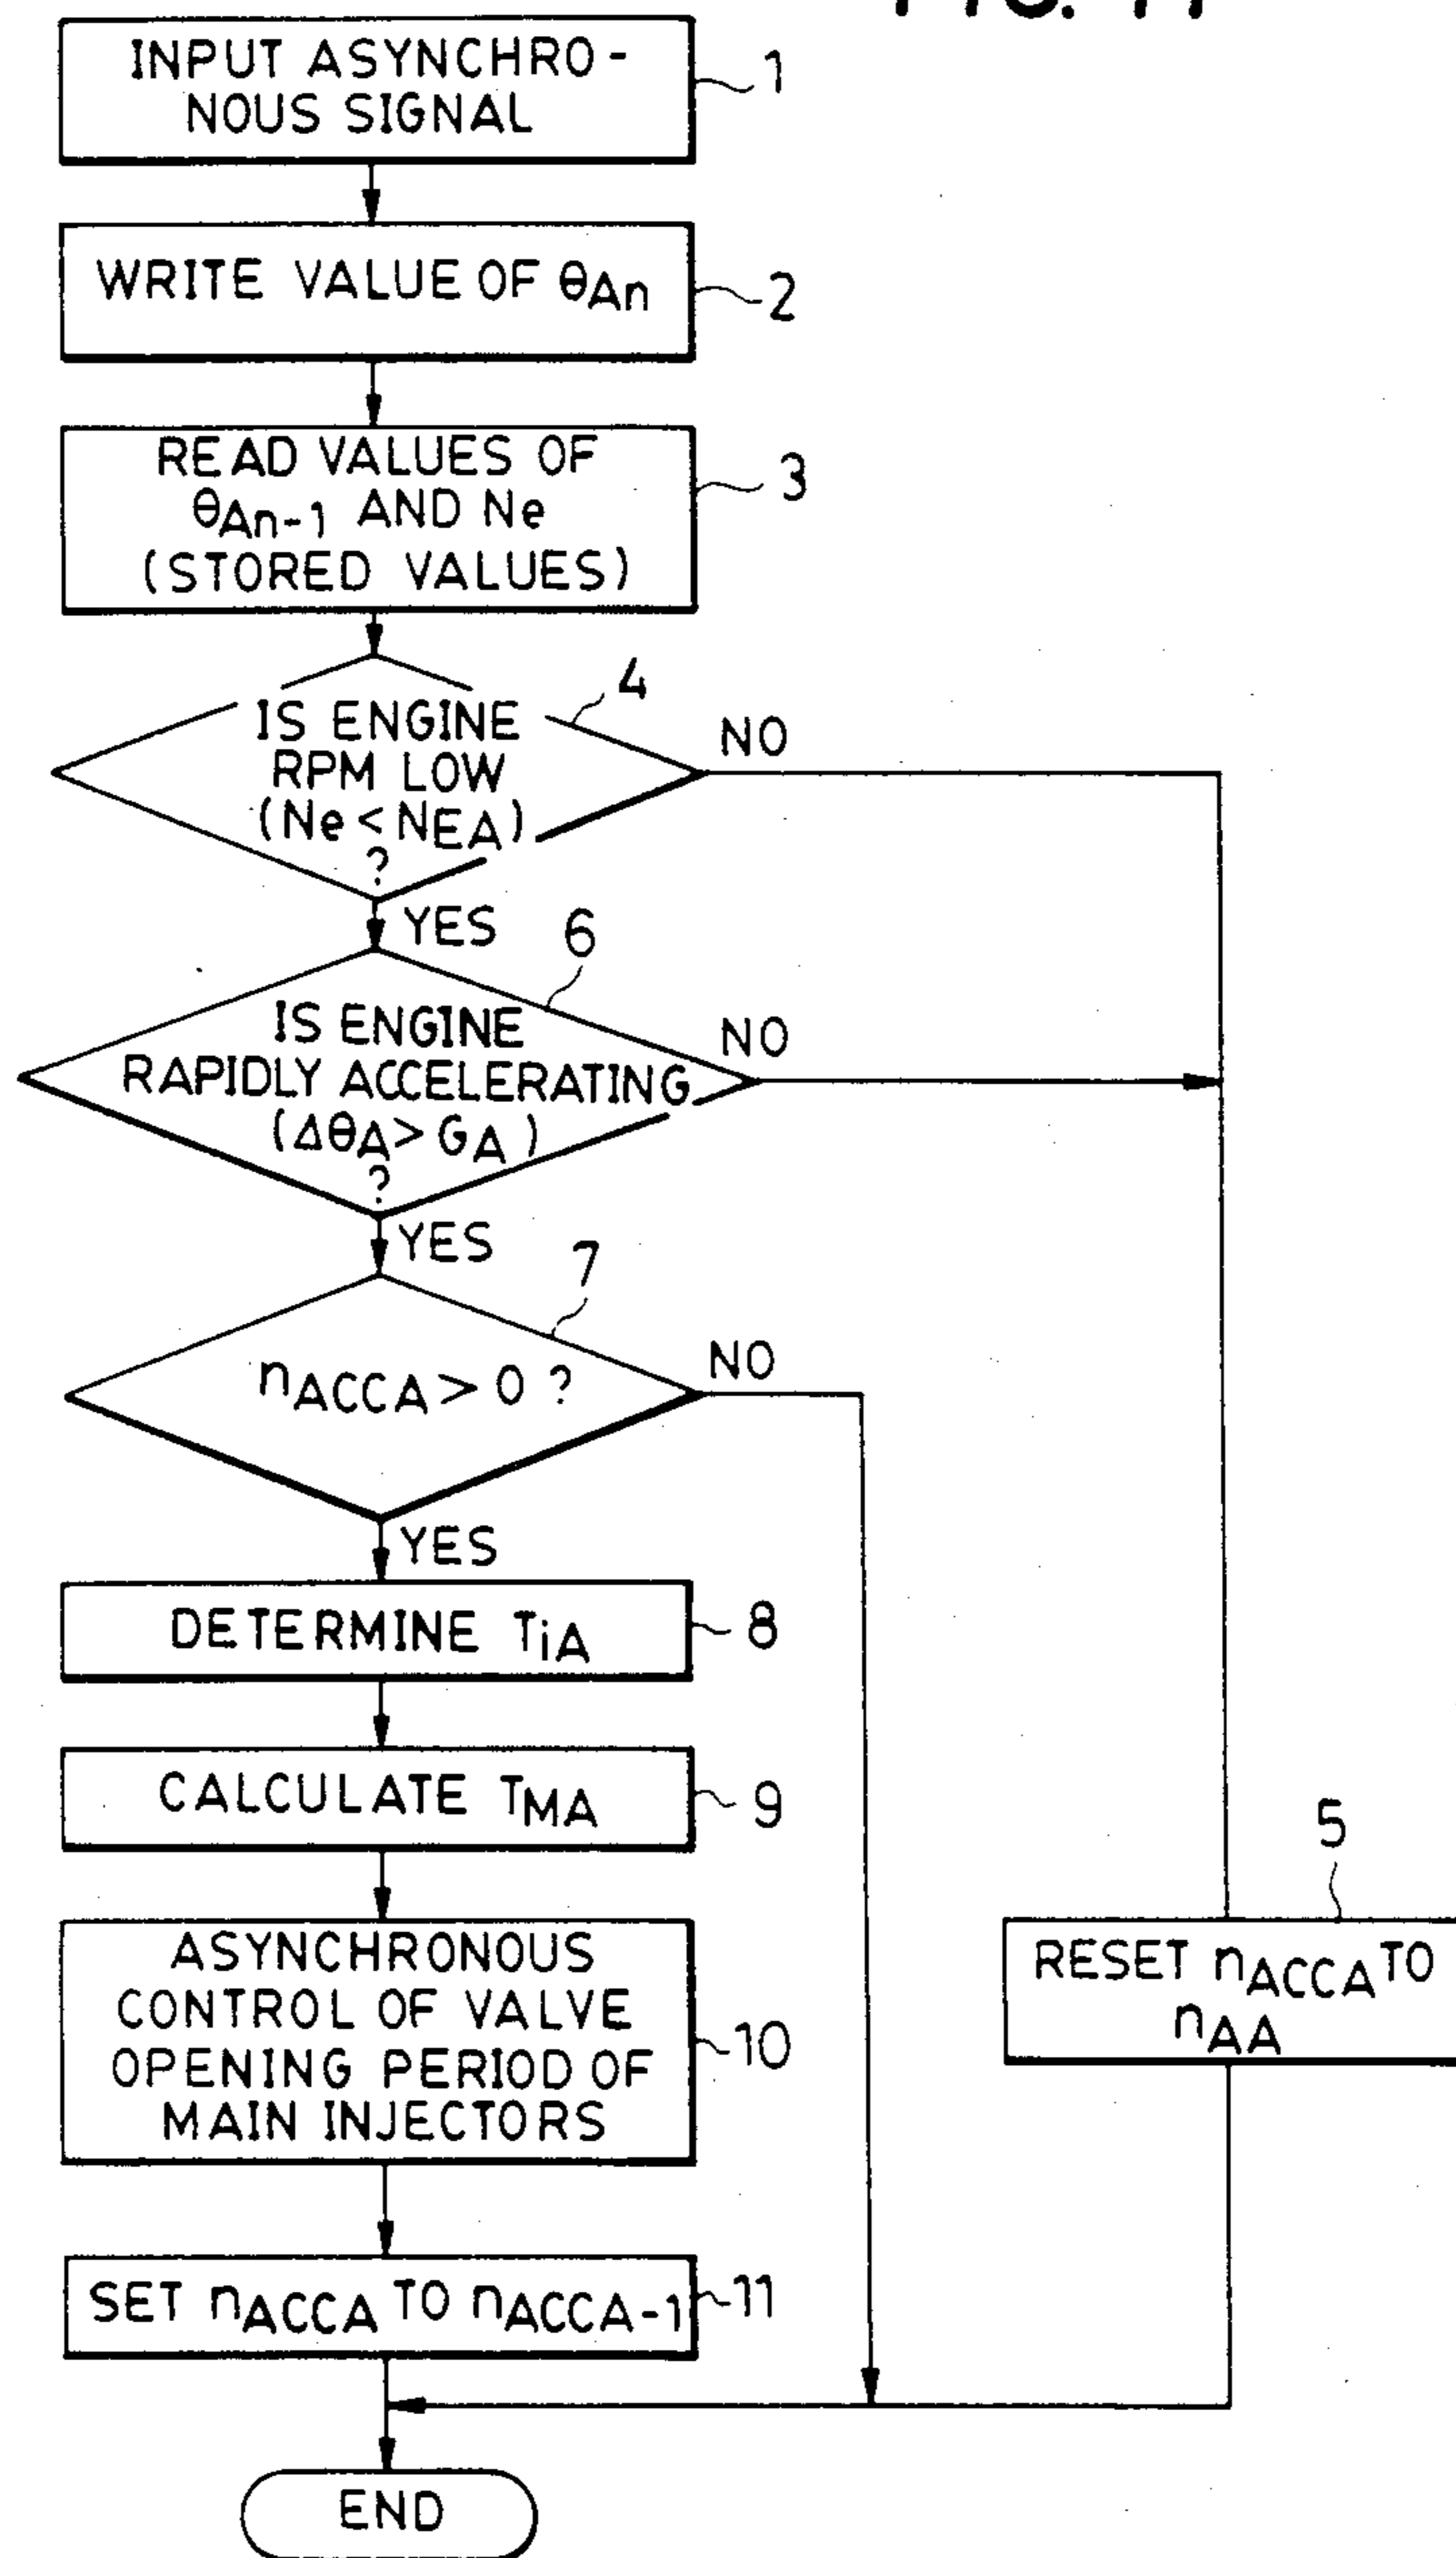 INPUT ASYNCHRO-
NOUS SIGNAL
1
WRITE VALUE OF θAn
2
READ VALUES OF
θAn-1 AND Ne
(STORED VALUES)
3
IS ENGINE
RPM LOW
(Ne<NEA)
?
4
NO
YES
IS ENGINE
RAPIDLY ACCELERATING
(ΔθA>GA)
?
6
NO
YES
nACCA>0 ?
7
NO
YES
DETERMINE TiA
8
CALCULATE TMA
9
RESET nACCA TO
nAA
5
ASYNCHRONOUS
CONTROL OF VALVE
OPENING PERIOD OF
MAIN INJECTORS
10
SET nACCA TO nACCA-1
11
END